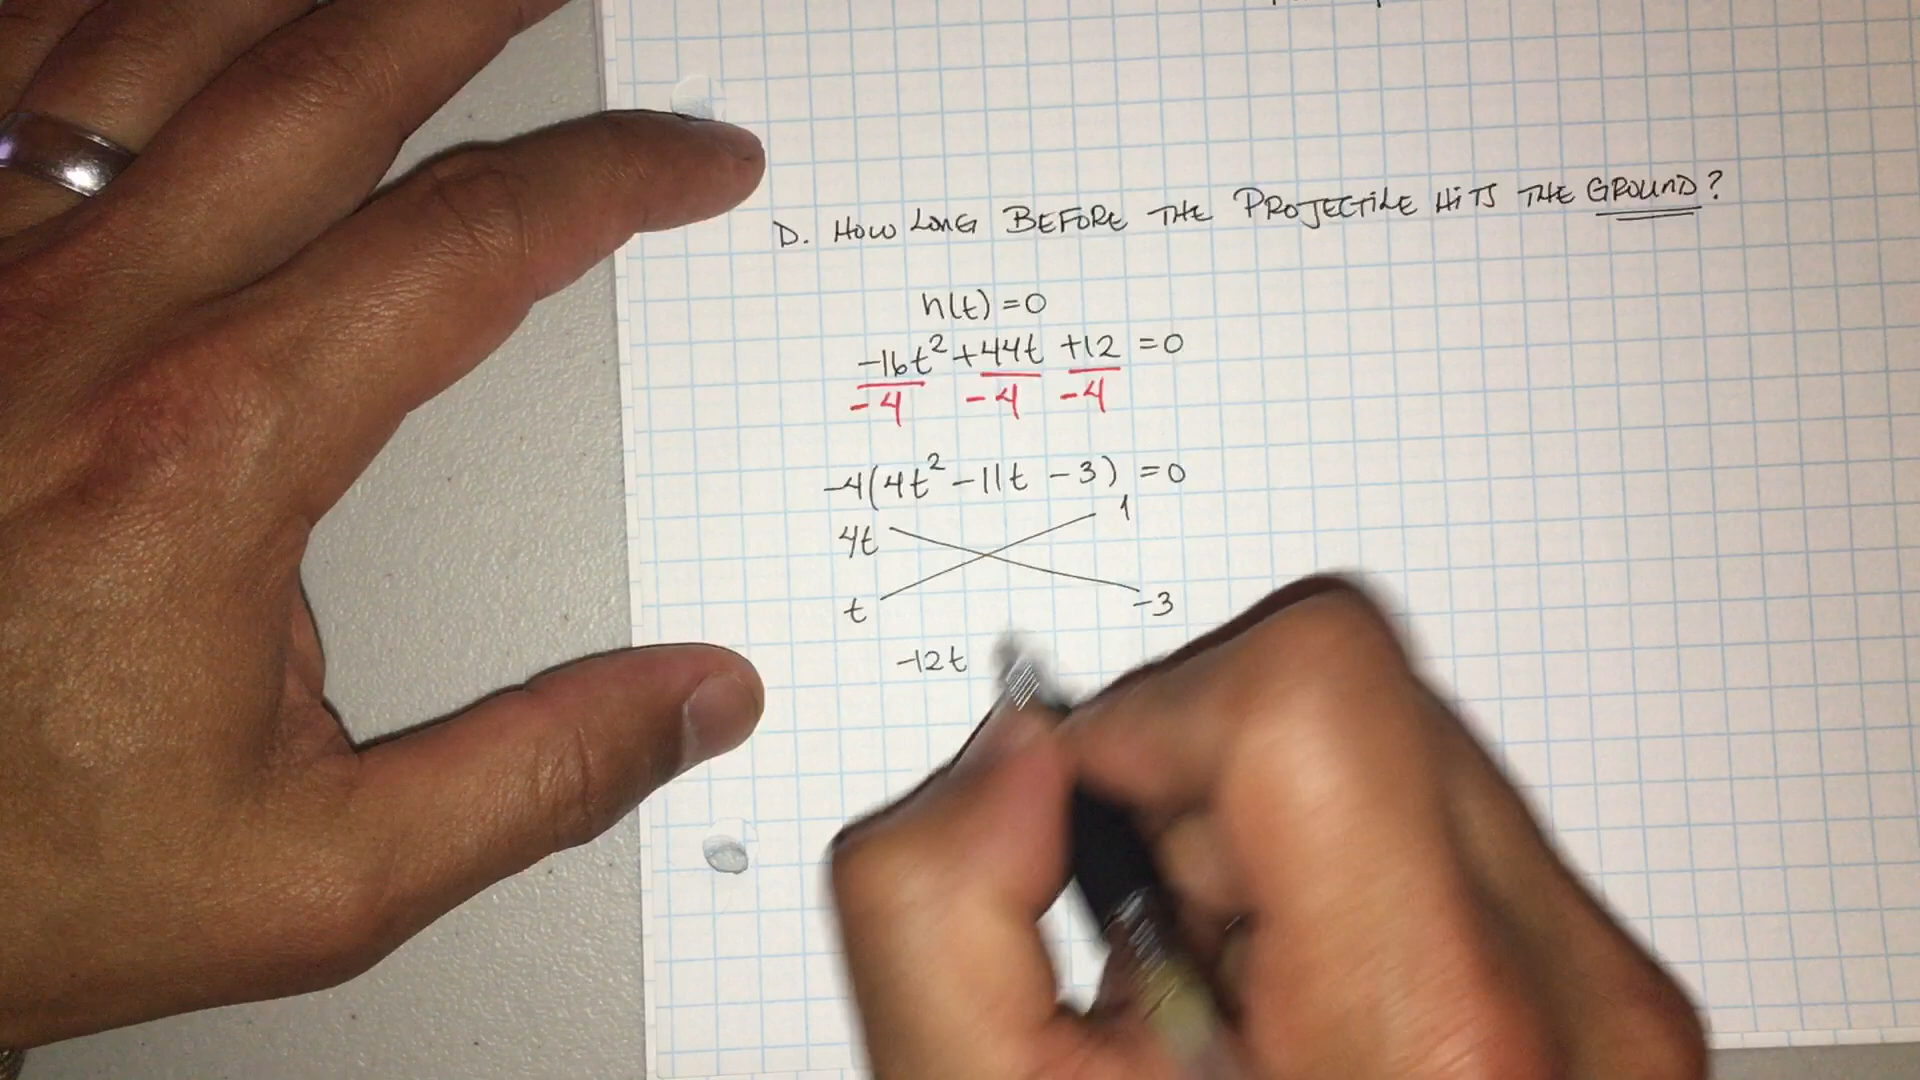 D. HOW LONG BEFORE THE PROJECTILE HITS THE GROUND?
h(t) = 0
-16t² + 44t + 12 = 0
-4 -4 -4
-4(4t² - 11t - 3) = 0
4t 1
t -3
-12t